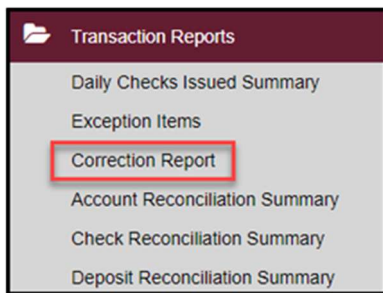 Transaction Reports
Daily Checks Issued Summary
Exception Items
Correction Report
Account Reconciliation Summary
Check Reconciliation Summary
Deposit Reconciliation Summary